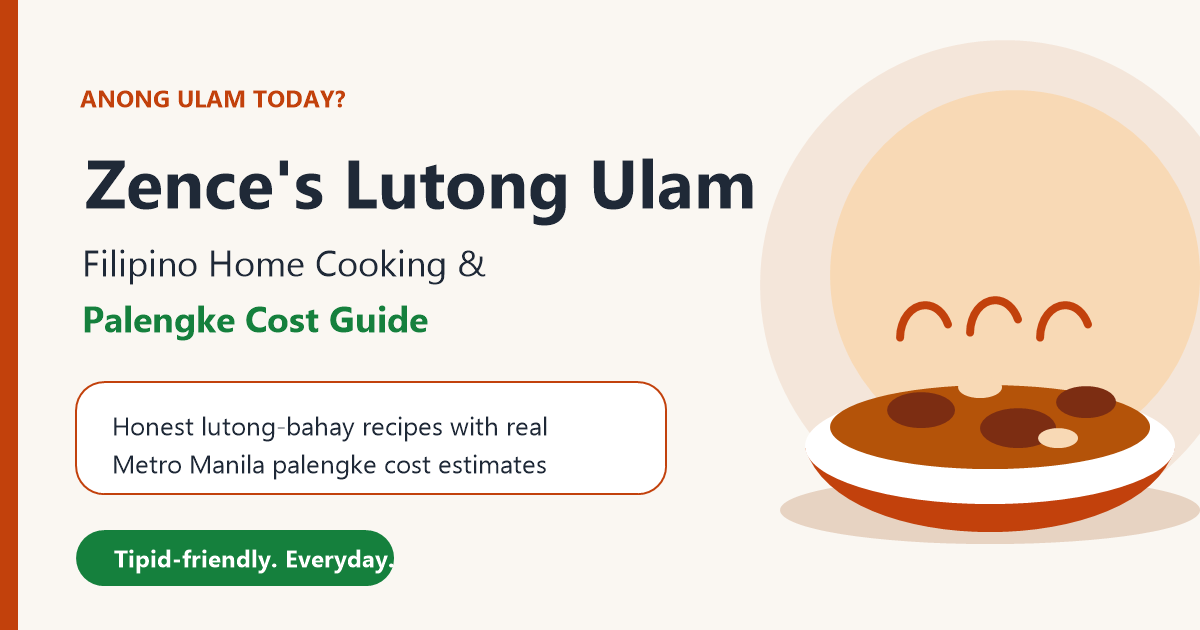 ANONG ULAM TODAY?
Zence's Lutong Ulam
Filipino Home Cooking &
Palengke Cost Guide
Honest lutong-bahay recipes with real
Metro Manila palengke cost estimates
Tipid-friendly. Everyday.